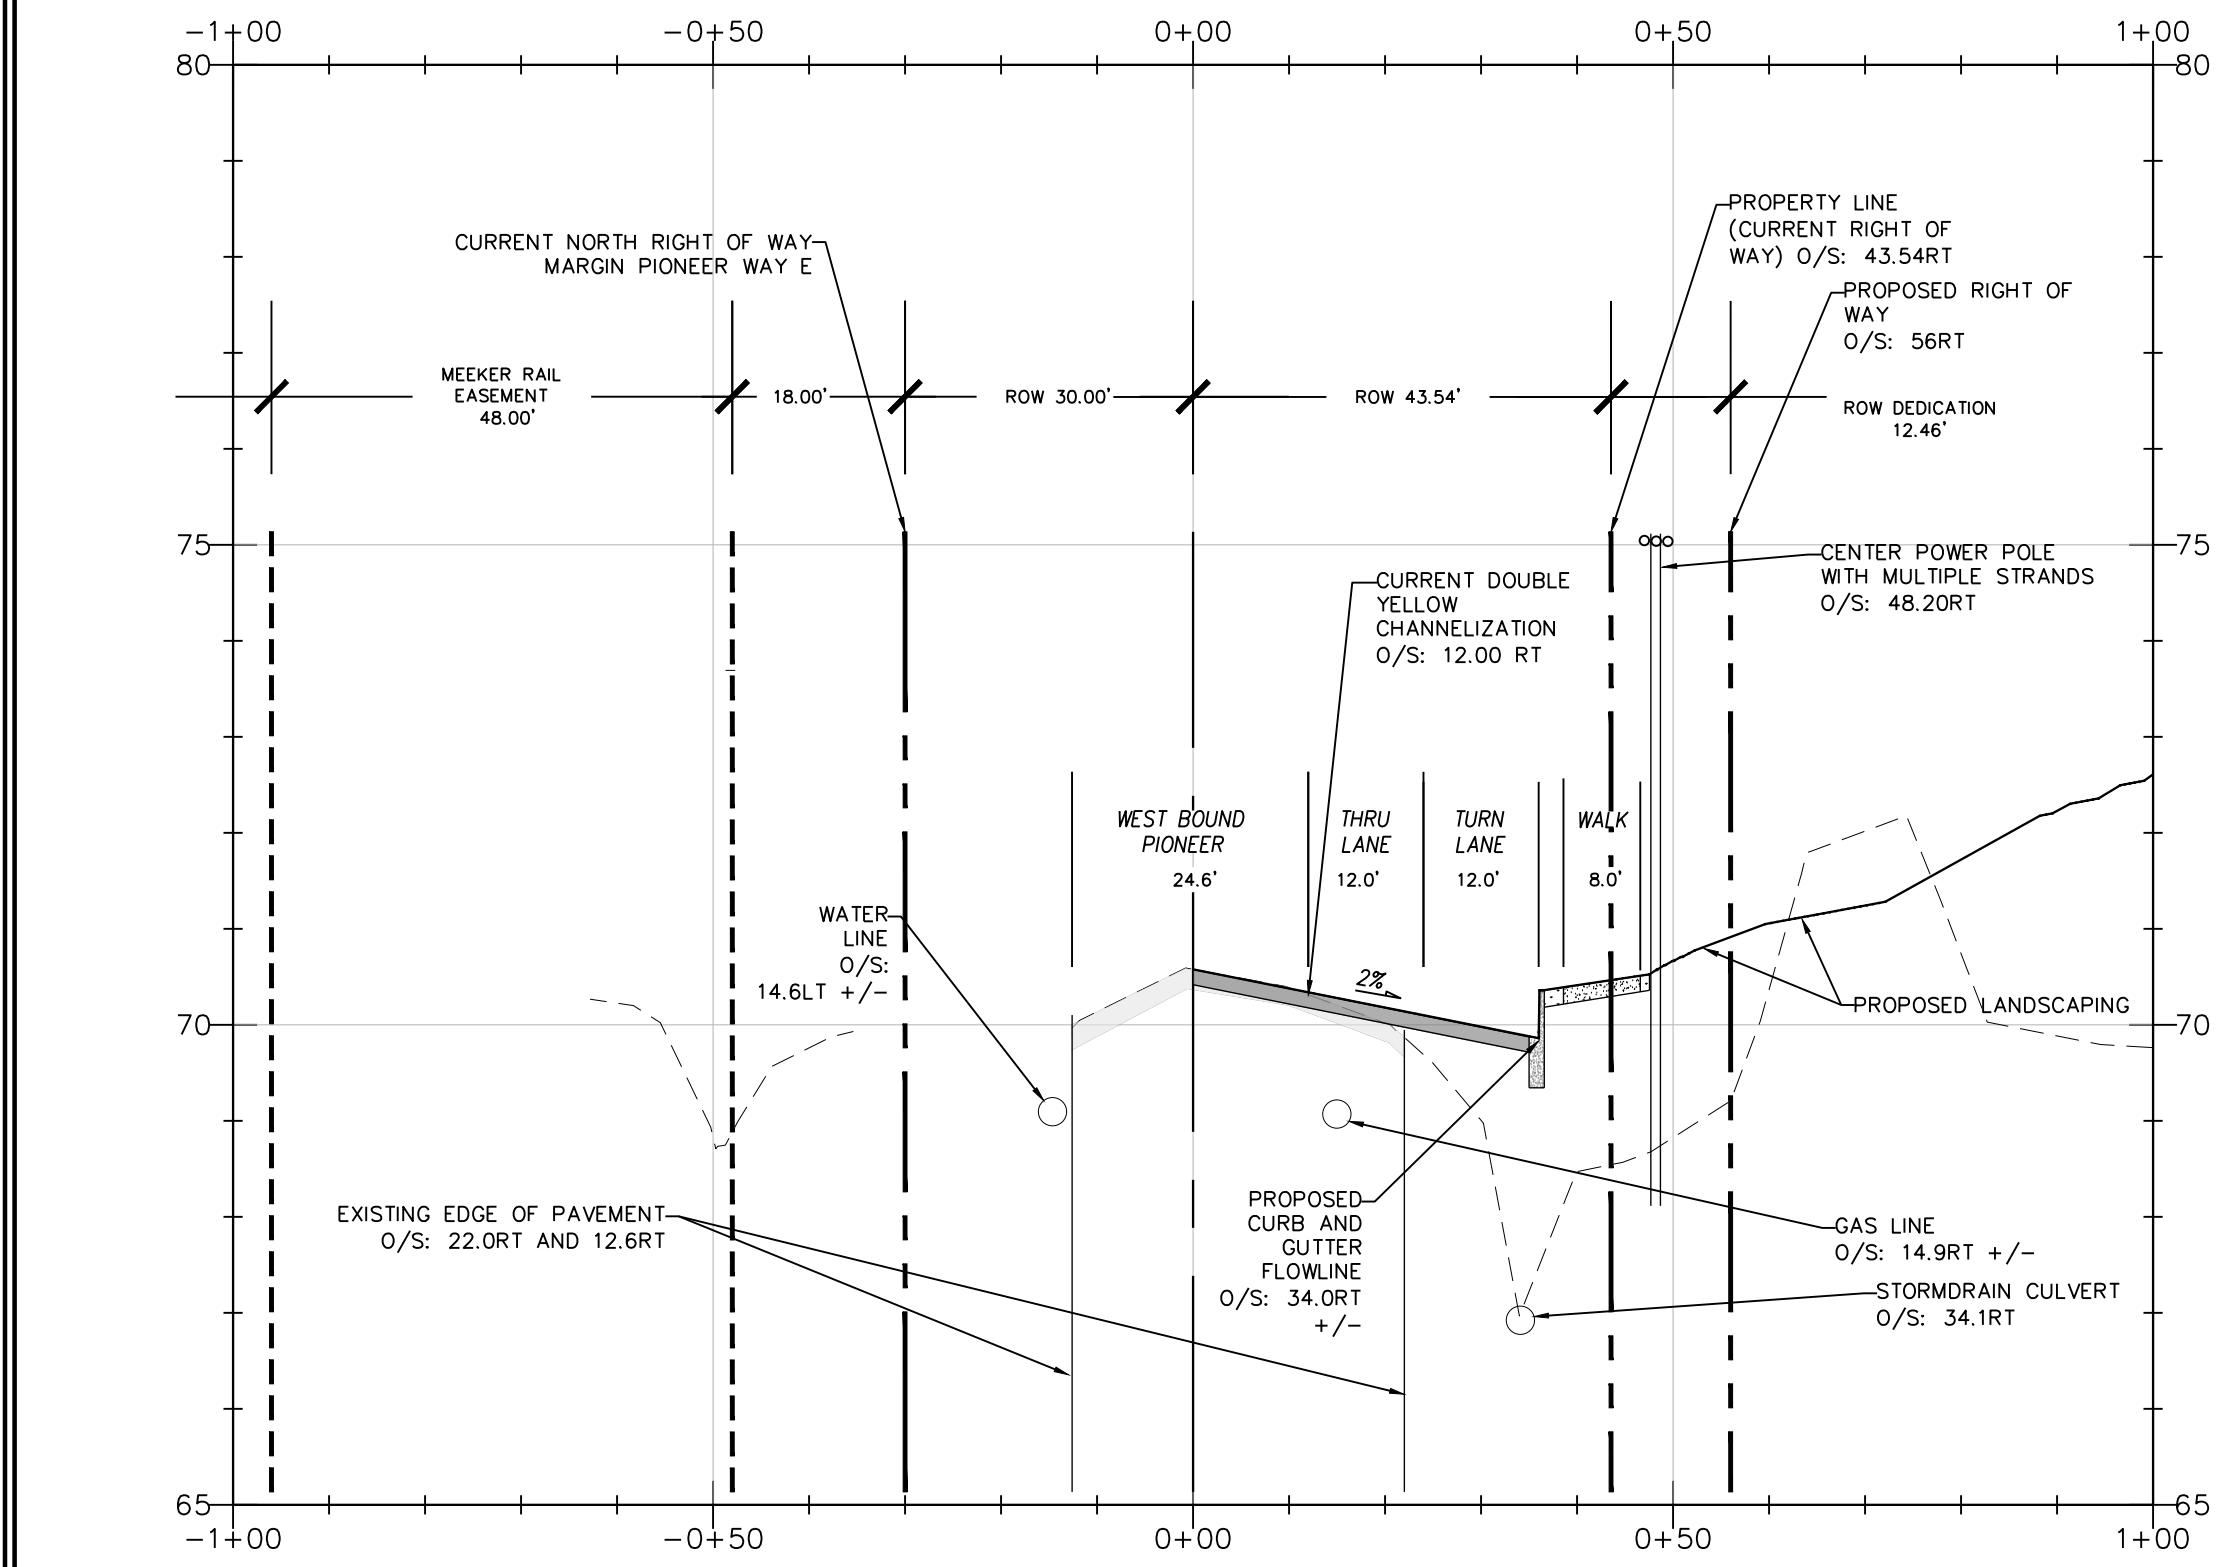 −1+00
−0+50
0+00
0+50
1+00
80
80
PROPERTY LINE
(CURRENT RIGHT OF
WAY) O/S: 43.54RT
CURRENT NORTH RIGHT OF WAY
MARGIN PIONEER WAY E
PROPOSED RIGHT OF
WAY
O/S: 56RT
MEEKER RAIL
EASEMENT
48.00'
18.00'
ROW 30.00'
ROW 43.54'
ROW DEDICATION
12.46'
75
75
CENTER POWER POLE
WITH MULTIPLE STRANDS
O/S: 48.20RT
CURRENT DOUBLE
YELLOW
CHANNELIZATION
O/S: 12.00 RT
WEST BOUND
PIONEER
24.6'
THRU
LANE
12.0'
TURN
LANE
12.0'
WALK
8.0'
WATER
LINE
O/S:
14.6LT +/−
2%
PROPOSED LANDSCAPING
70
70
EXISTING EDGE OF PAVEMENT
O/S: 22.0RT AND 12.6RT
PROPOSED
CURB AND
GUTTER
FLOWLINE
O/S: 34.0RT
+/−
GAS LINE
O/S: 14.9RT +/−
STORMDRAIN CULVERT
O/S: 34.1RT
65
65
−1+00
−0+50
0+00
0+50
1+00